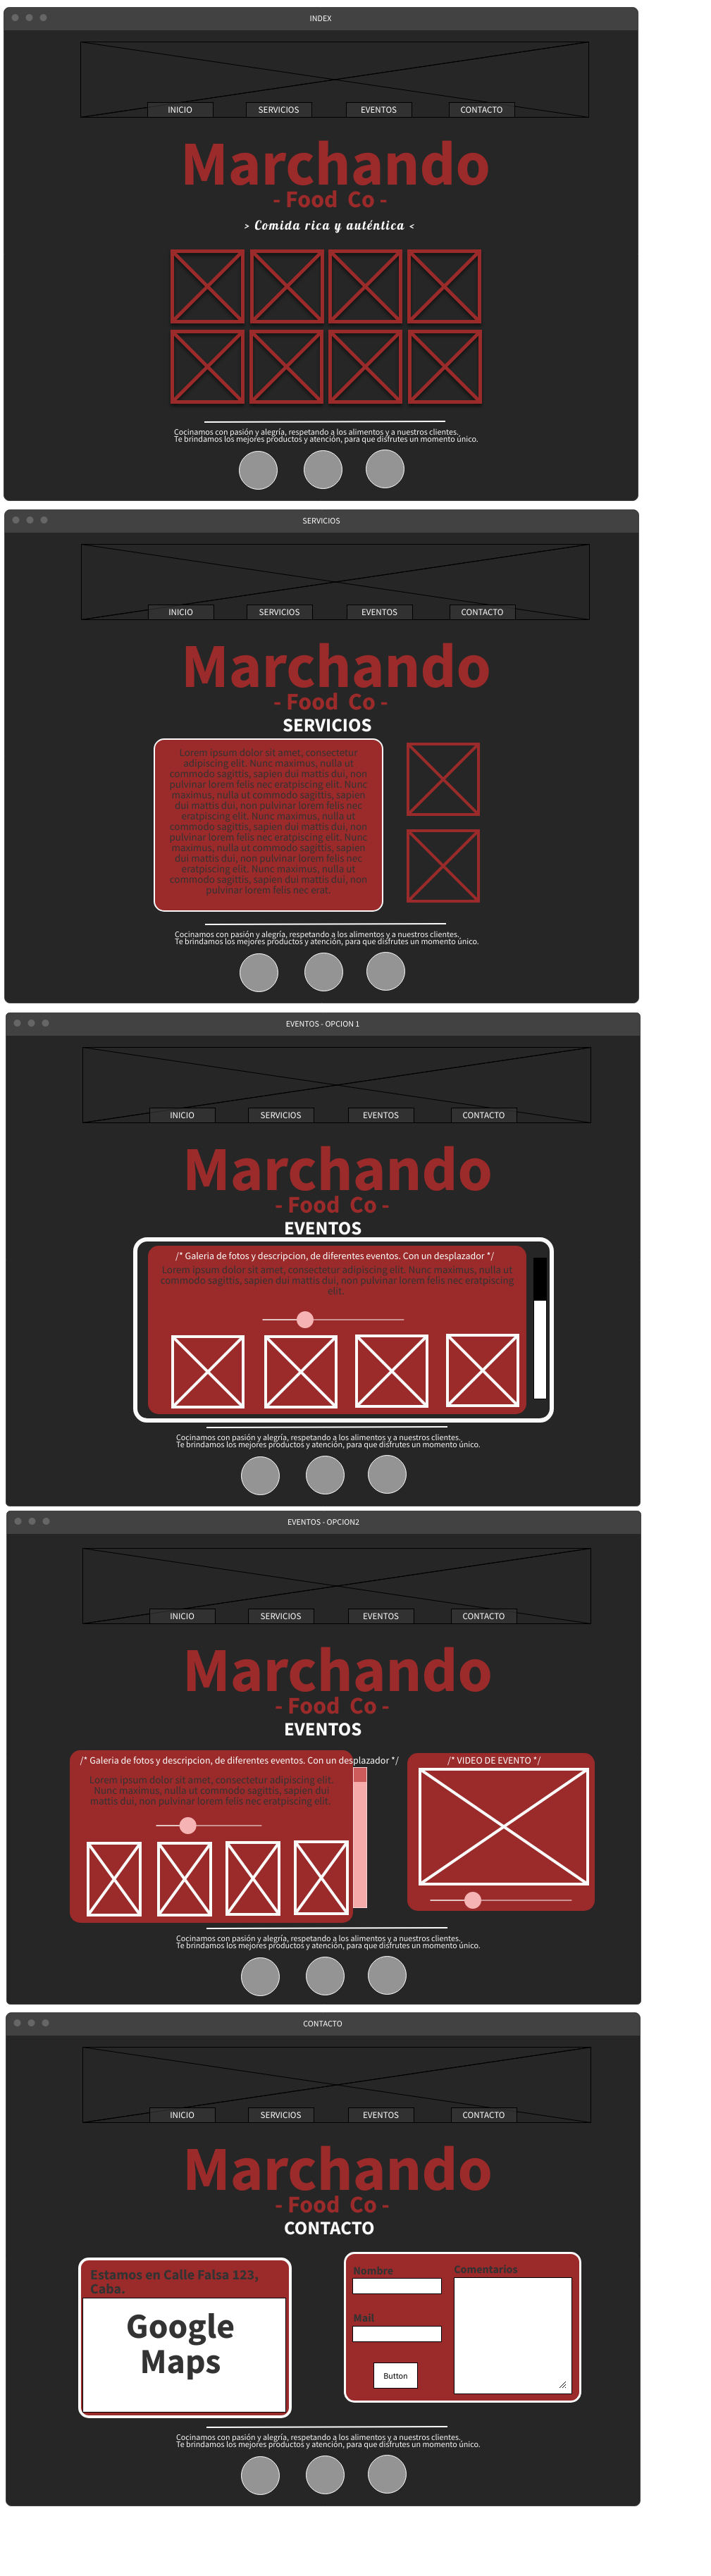 INDEX
INICIO SERVICIOS EVENTOS CONTACTO
Marchando
- Food Co -
> Comida rica y auténtica <
Cocinamos con pasión y alegría, respetando a los alimentos y a nuestros clientes.
Te brindamos los mejores productos y atención, para que disfrutes un momento único.
SERVICIOS
INICIO SERVICIOS EVENTOS CONTACTO
Marchando
- Food Co -
SERVICIOS
Lorem ipsum dolor sit amet, consectetur
adipiscing elit. Nunc maximus, nulla ut
commodo sagittis, sapien dui mattis dui, non
pulvinar lorem felis nec eratpiscing elit. Nunc
maximus, nulla ut commodo sagittis, sapien
dui mattis dui, non pulvinar lorem felis nec
eratpiscing elit. Nunc maximus, nulla ut
commodo sagittis, sapien dui mattis dui, non
pulvinar lorem felis nec eratpiscing elit. Nunc
maximus, nulla ut commodo sagittis, sapien
dui mattis dui, non pulvinar lorem felis nec
eratpiscing elit. Nunc maximus, nulla ut
commodo sagittis, sapien dui mattis dui, non
pulvinar lorem felis nec erat.
Cocinamos con pasión y alegría, respetando a los alimentos y a nuestros clientes.
Te brindamos los mejores productos y atención, para que disfrutes un momento único.
EVENTOS - OPCION 1
INICIO SERVICIOS EVENTOS CONTACTO
Marchando
- Food Co -
EVENTOS
/* Galeria de fotos y descripcion, de diferentes eventos. Con un desplazador */
Lorem ipsum dolor sit amet, consectetur adipiscing elit. Nunc maximus, nulla ut
commodo sagittis, sapien dui mattis dui, non pulvinar lorem felis nec eratpiscing
elit.
Cocinamos con pasión y alegría, respetando a los alimentos y a nuestros clientes.
Te brindamos los mejores productos y atención, para que disfrutes un momento único.
EVENTOS - OPCION2
INICIO SERVICIOS EVENTOS CONTACTO
Marchando
- Food Co -
EVENTOS
/* Galeria de fotos y descripcion, de diferentes eventos. Con un desplazador */
Lorem ipsum dolor sit amet, consectetur adipiscing elit.
Nunc maximus, nulla ut commodo sagittis, sapien dui
mattis dui, non pulvinar lorem felis nec eratpiscing elit.
/* VIDEO DE EVENTO */
Cocinamos con pasión y alegría, respetando a los alimentos y a nuestros clientes.
Te brindamos los mejores productos y atención, para que disfrutes un momento único.
CONTACTO
INICIO SERVICIOS EVENTOS CONTACTO
Marchando
- Food Co -
CONTACTO
Estamos en Calle Falsa 123,
Caba.
Google
Maps
Nombre
Mail
Button
Comentarios
Cocinamos con pasión y alegría, respetando a los alimentos y a nuestros clientes.
Te brindamos los mejores productos y atención, para que disfrutes un momento único.